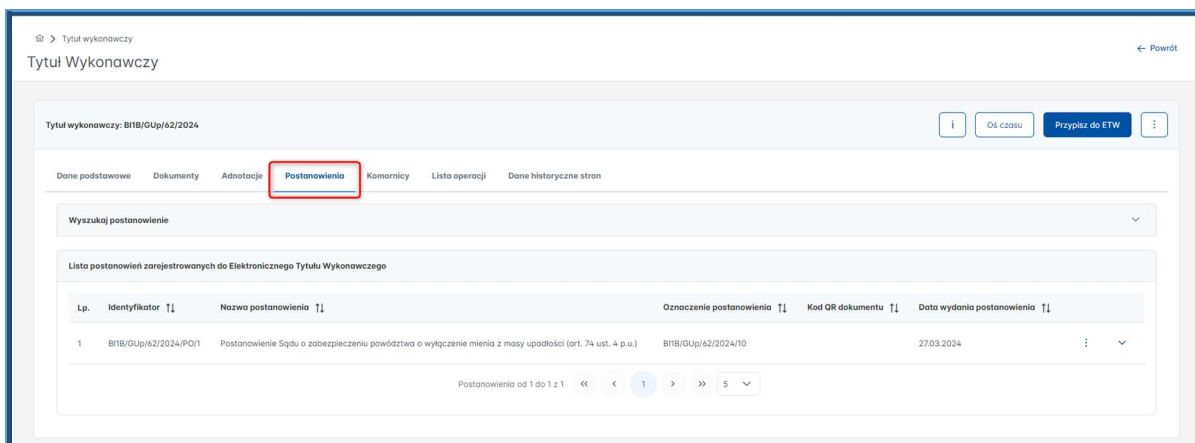 Tytuł wykonawczy
Tytuł Wykonawczy
← Powrót
Tytuł wykonawczy: BI1B/GUp/62/2024
i
Oś czasu
Przypisz do ETW
Dane podstawowe Dokumenty Adnotacje Postanowienia Komornicy Lista operacji Dane historyczne stron
Wyszukaj postanowienie
Lista postanowień zarejestrowanych do Elektronicznego Tytułu Wykonawczego
Lp. Identyfikator Nazwa postanowienia Oznaczenie postanowienia Kod QR dokumentu Data wydania postanowienia
1 BI1B/GUp/62/2024/PO/1 Postanowienie Sądu o zabezpieczeniu powództwa o wyłączenie mienia z masy upadłości (art. 74 ust. 4 p.u.) BI1B/GUp/62/2024/10 27.03.2024
Postanowienia od 1 do 1 z 1 « < 1 > » 5